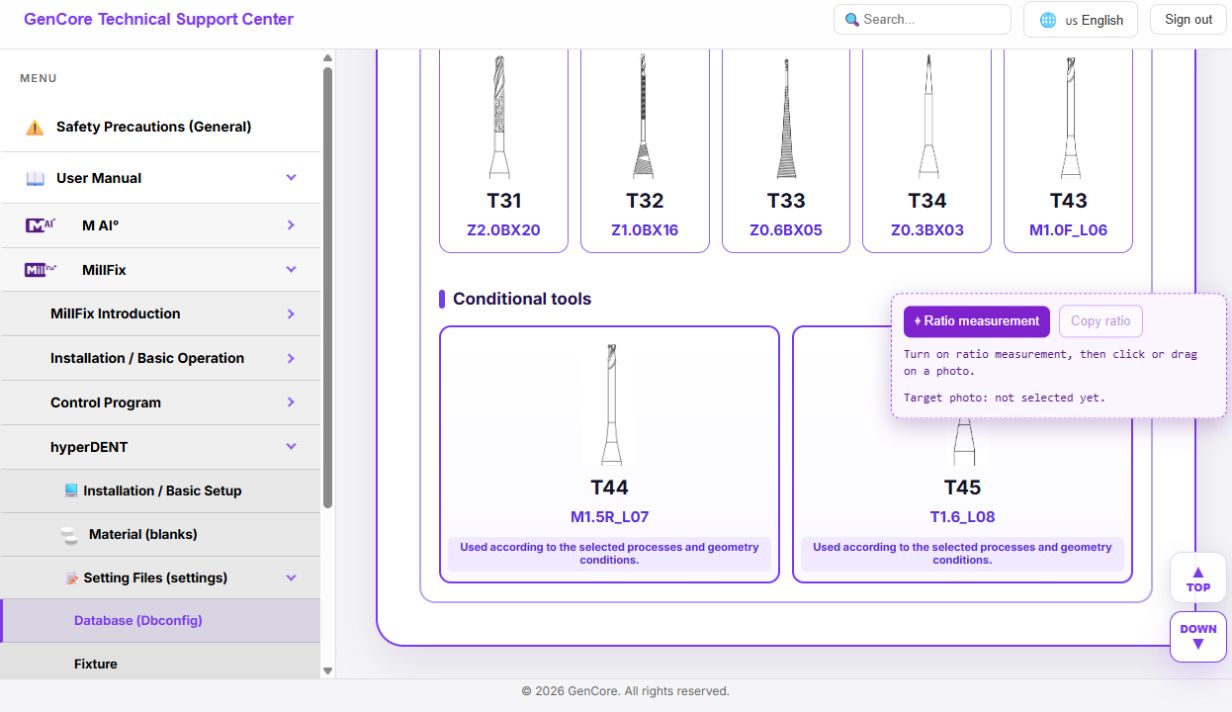 GenCore Technical Support Center
Search...
us English
Sign out
MENU
Safety Precautions (General)
User Manual
M AI°
M AI°
MillFix
MillFix Introduction
Installation / Basic Operation
Control Program
hyperDENT
Installation / Basic Setup
Material (blanks)
Setting Files (settings)
Database (Dbconfig)
Fixture
T31
Z2.0BX20
T32
Z1.0BX16
T33
Z0.6BX05
T34
Z0.3BX03
T43
M1.0F_L06
Conditional tools
Ratio measurement
Copy ratio
Turn on ratio measurement, then click or drag
on a photo.
Target photo: not selected yet.
T44
M1.5R_L07
Used according to the selected processes and geometry
conditions.
T45
T1.6_L08
Used according to the selected processes and geometry
conditions.
TOP
DOWN
© 2026 GenCore. All rights reserved.